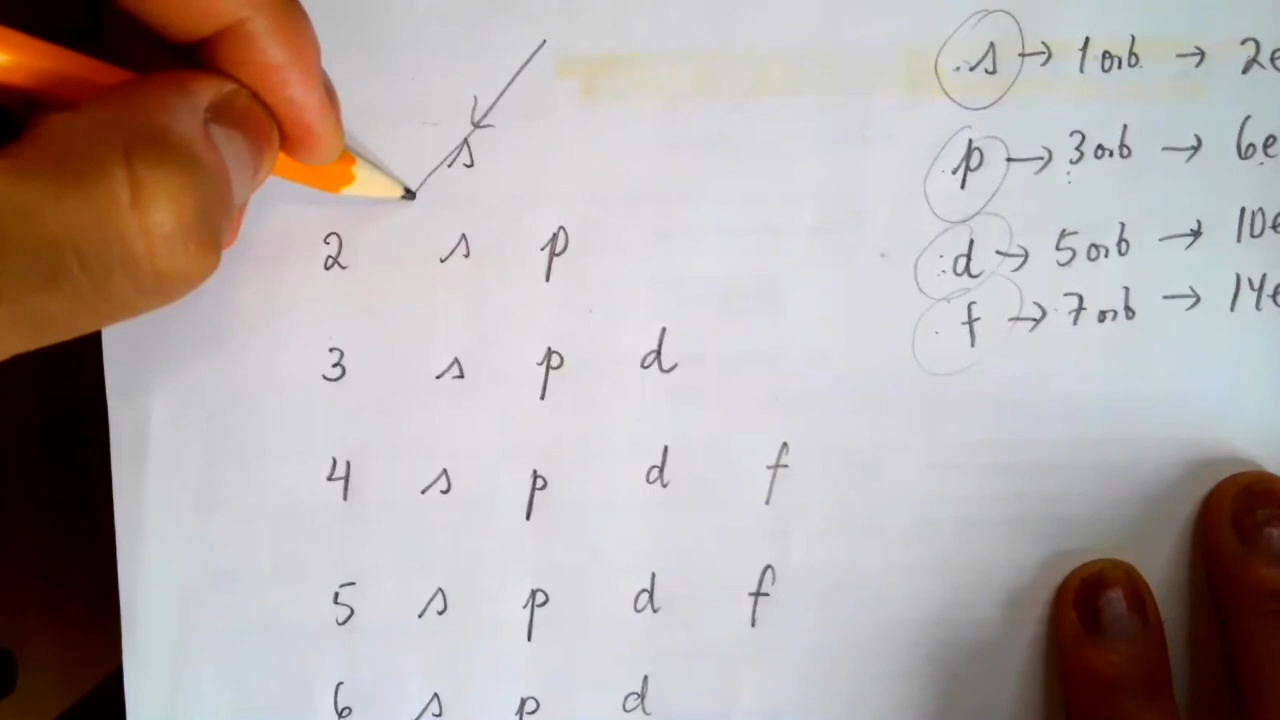 s
2 s p
3 s p d
4 s p d f
5 s p d f
6 s p d
s → 1 orb → 2e
p → 3 orb → 6e
d → 5 orb → 10e
f → 7 orb → 14e